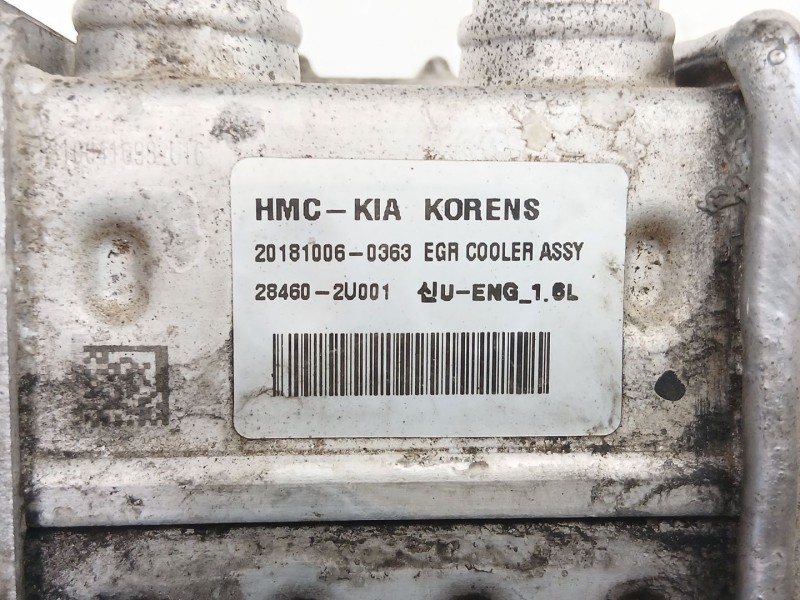 HMC-KIA KORENS
20181006-0363 EGR COOLER ASSY
28460-2U001 신U-ENG_1.6L